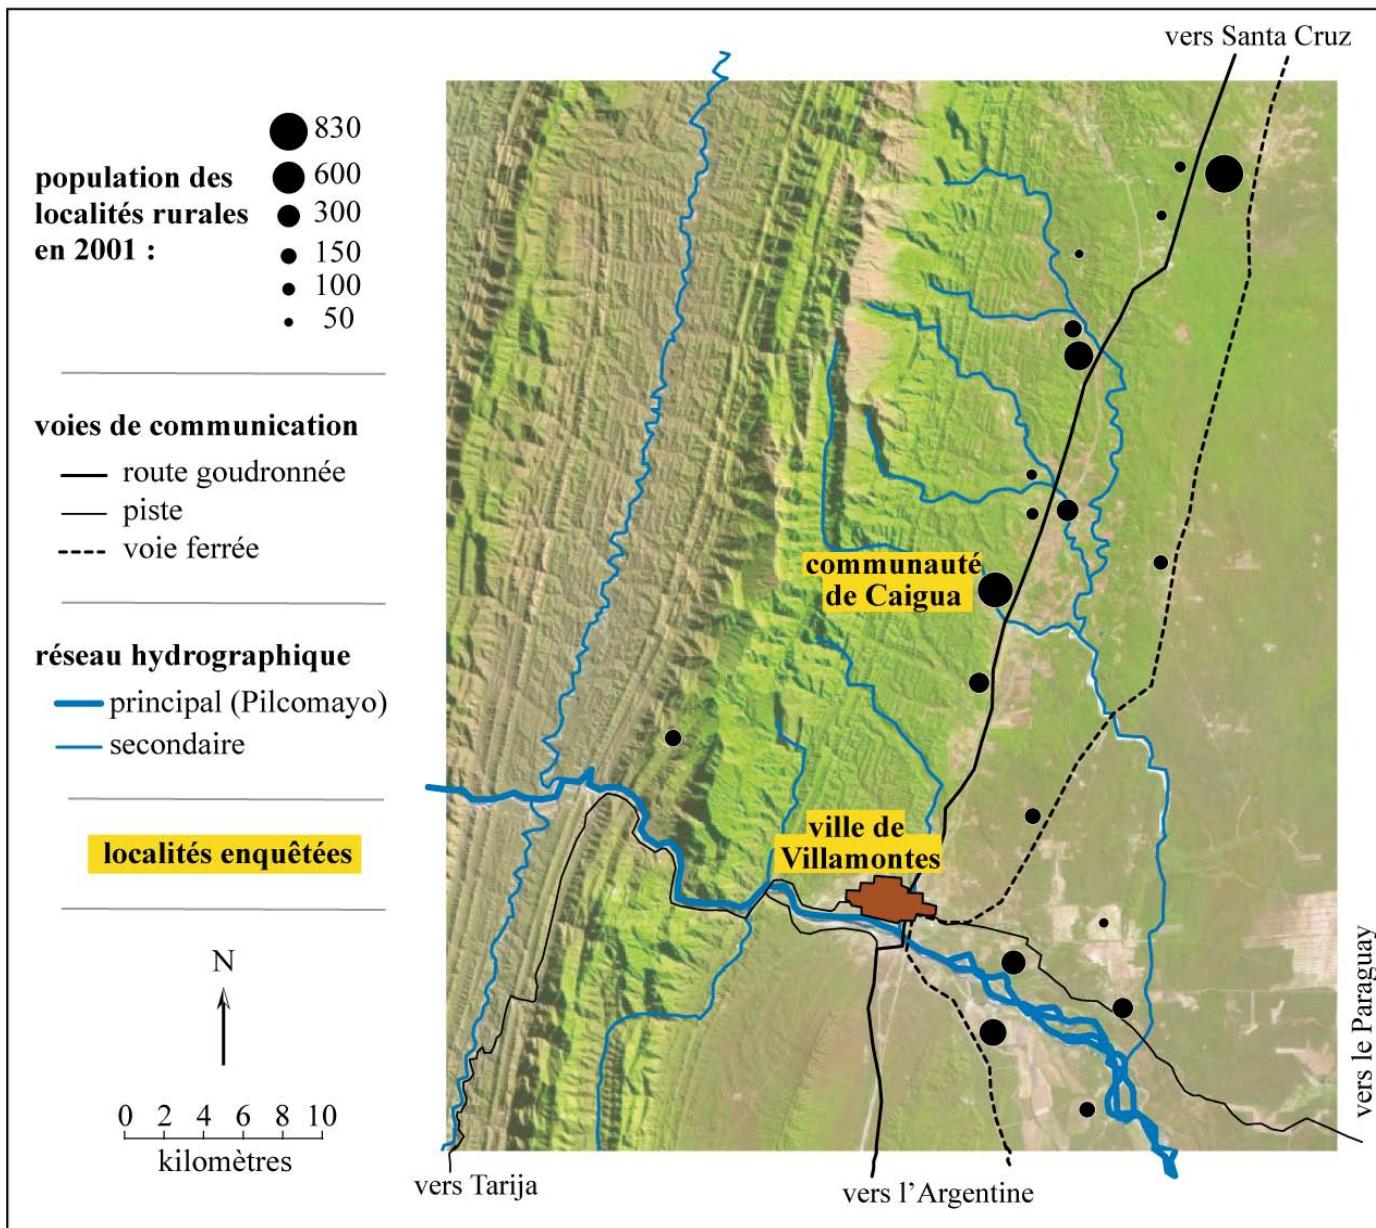 population des
localités rurales
en 2001 :
830
600
300
150
100
50
voies de communication
route goudronnée
piste
voie ferrée
réseau hydrographique
principal (Pilcomayo)
secondaire
localités enquêtées
N
0 2 4 6 8 10
kilomètres
vers Santa Cruz
communauté
de Caigua
ville de
Villamontes
vers le Paraguay
vers Tarija
vers l’Argentine